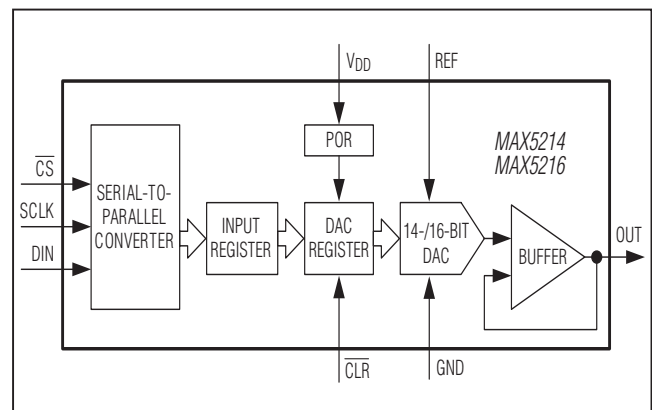 VDD
REF
POR
MAX5214
MAX5216
CS
SCLK
DIN
SERIAL-TO-
PARALLEL
CONVERTER
INPUT
REGISTER
DAC
REGISTER
14-/16-BIT
DAC
BUFFER
OUT
CLR
GND